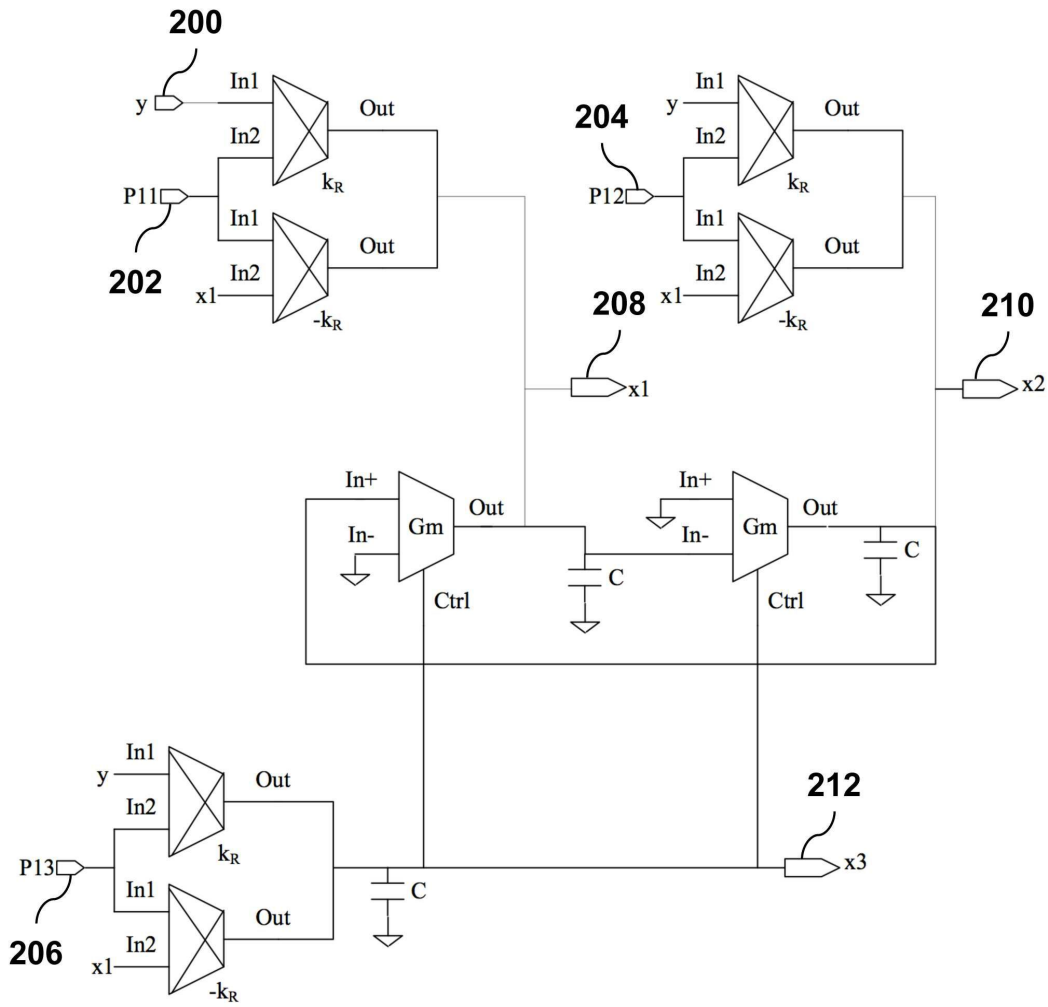 200
y
In1
In2
Out
k_R
P11
202
In1
In2
x1
Out
-k_R
204
y
In1
In2
Out
k_R
P12
In1
In2
x1
Out
-k_R
208
x1
210
x2
In+
In-
Gm
Out
Ctrl
C
In+
In-
Gm
Out
Ctrl
C
y
In1
In2
Out
k_R
P13
206
In1
In2
x1
Out
-k_R
C
212
x3